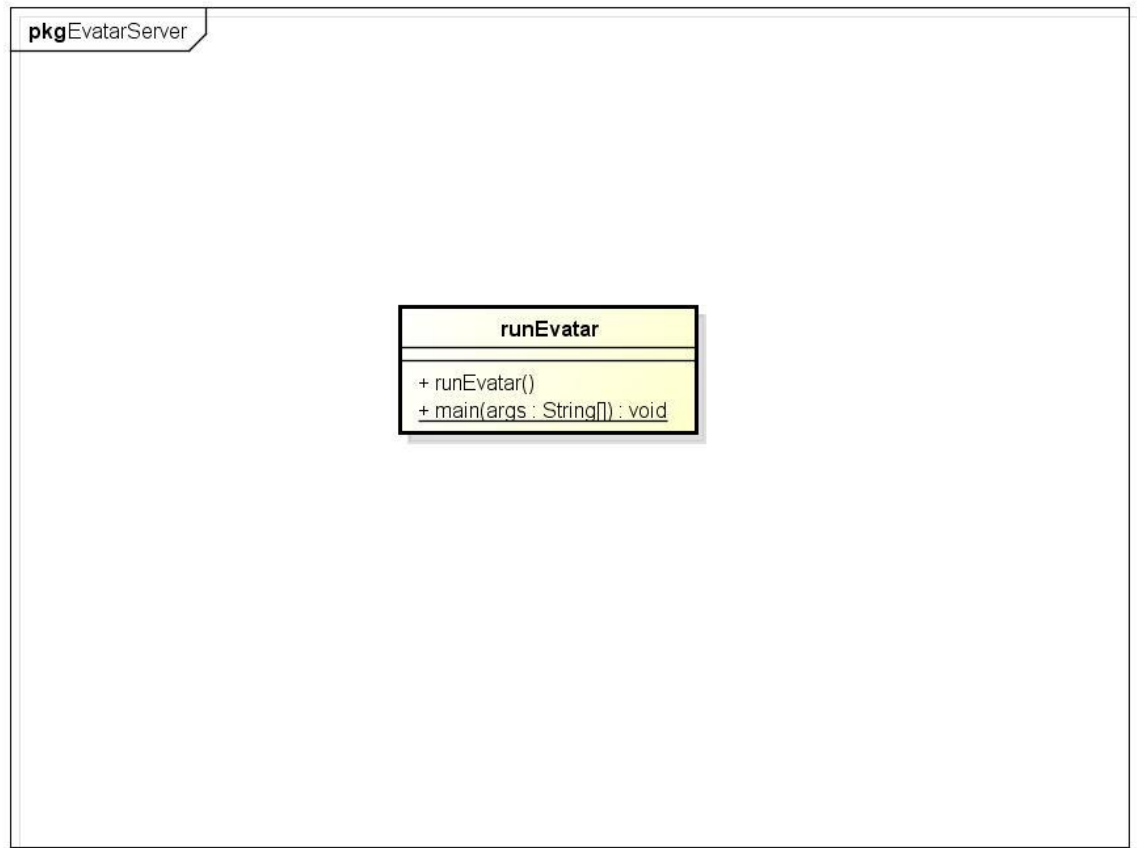 pkgEvatarServer
runEvatar
+ runEvatar()
+ main(args : String[]) : void